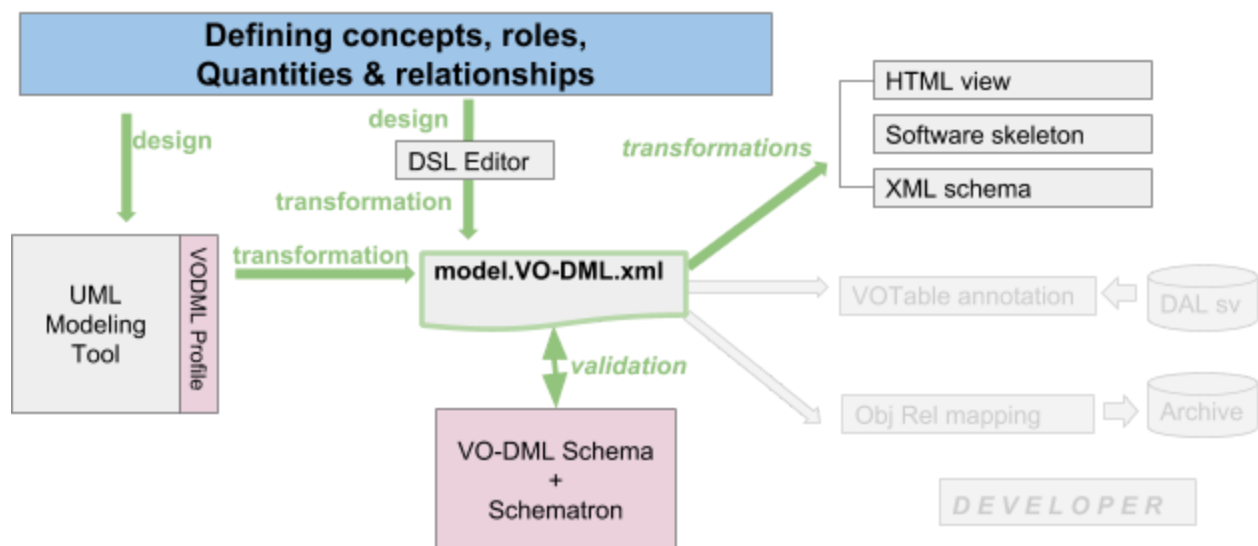 Defining concepts, roles,
Quantities & relationships
design
design
DSL Editor
transformation
transformations
HTML view
Software skeleton
XML schema
UML
Modeling
Tool
VODML Profile
transformation
model.VO-DML.xml
VOTable annotation
DAL sv
validation
Obj Rel mapping
Archive
VO-DML Schema
+
Schematron
DEVELOPER